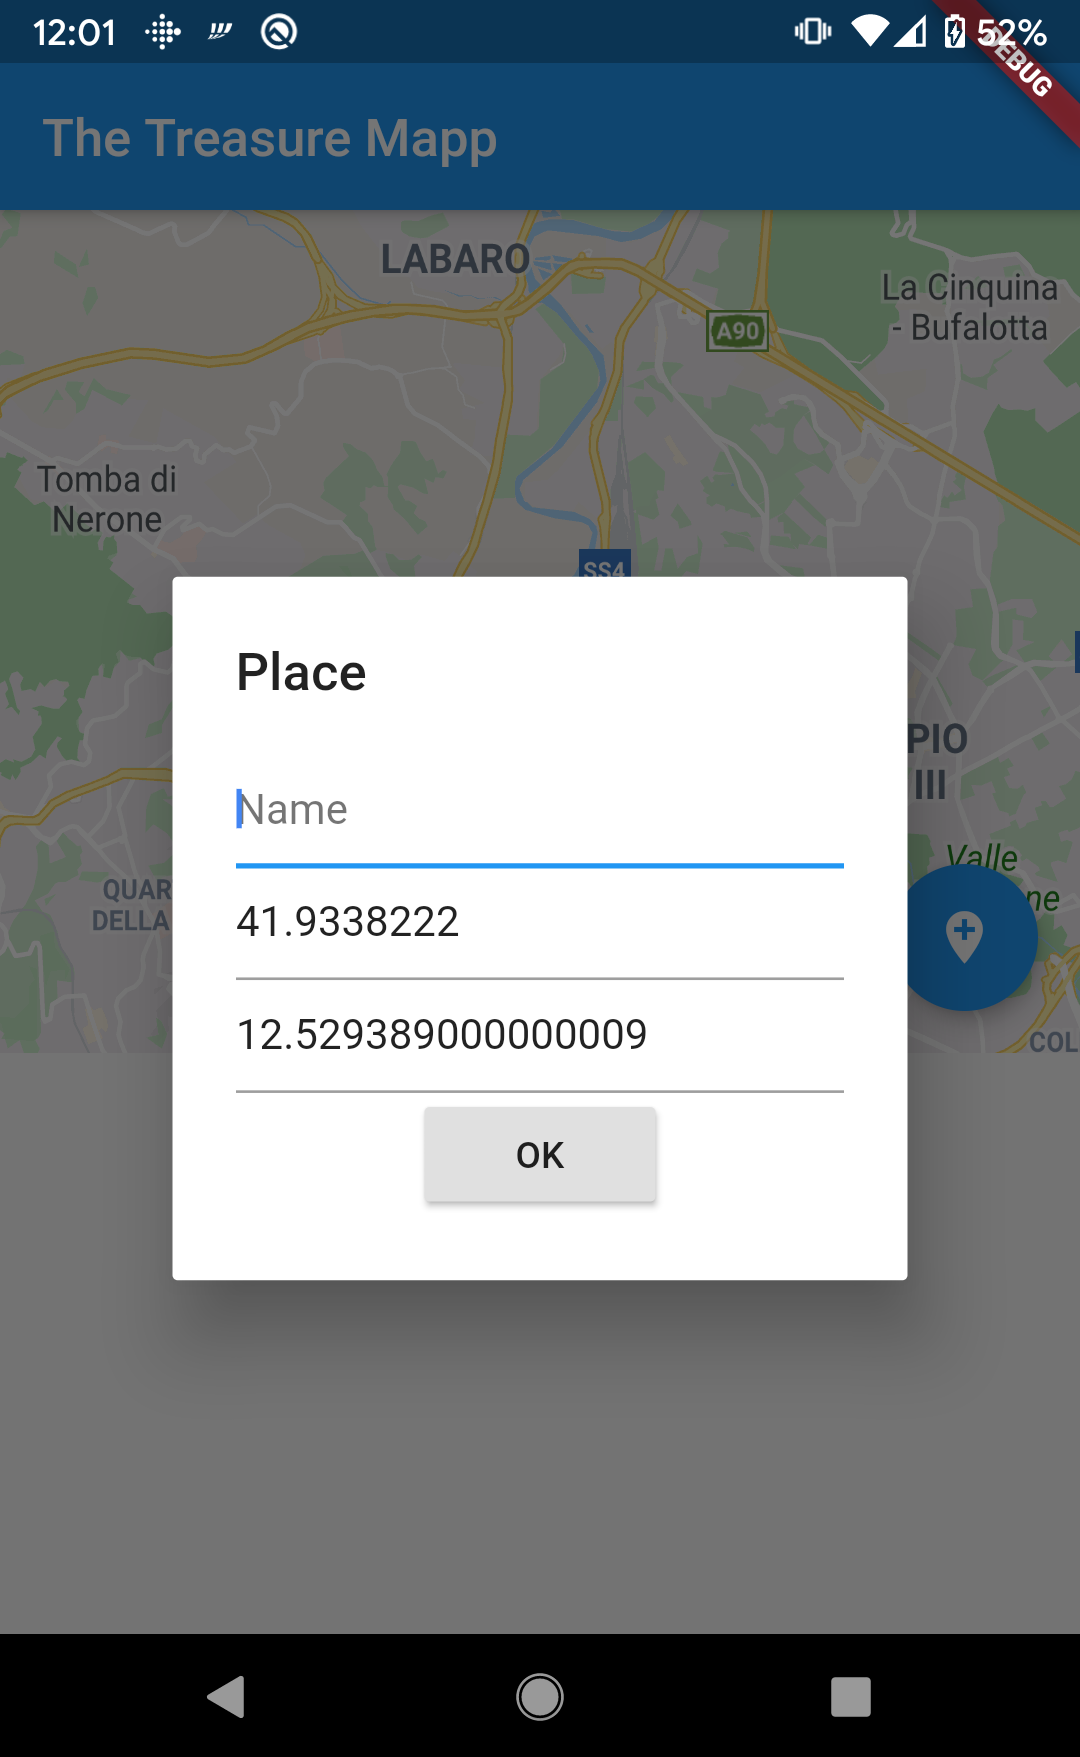 12:01
52%
DEBUG
The Treasure Mapp
LABARO
La Cinquina
- Bufalotta
A90
Tomba di
Nerone
SS4
Place
PIO
III
Name
Valle
ne
QUAR
DELLA
41.9338222
12.529389000000009
COL
OK